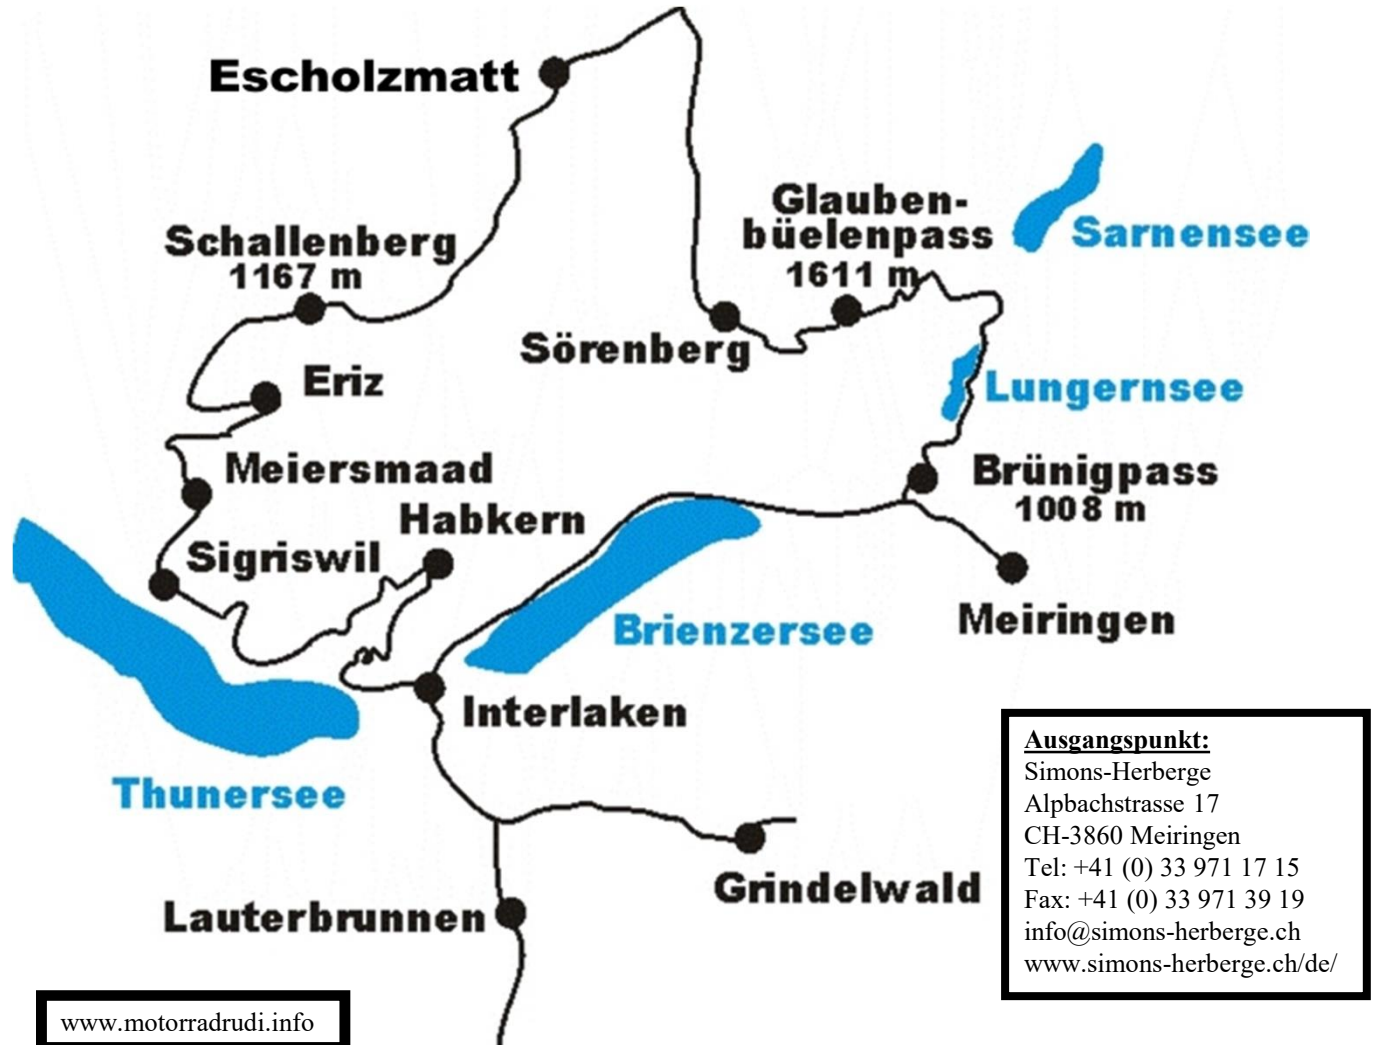 Escholzmatt
Glauben-
büelenpass
1611 m
Sarnensee
Schallenberg
1167 m
Sörenberg
Eriz
Lungernsee
Meiersmaad
Brünigpass
1008 m
Habkern
Sigriswil
Brienzersee
Meiringen
Interlaken
Thunersee
Grindelwald
Lauterbrunnen
Ausgangspunkt:
Simons-Herberge
Alpbachstrasse 17
CH-3860 Meiringen
Tel: +41 (0) 33 971 17 15
Fax: +41 (0) 33 971 39 19
info@simons-herberge.ch
www.simons-herberge.ch/de/
www.motorradrudi.info